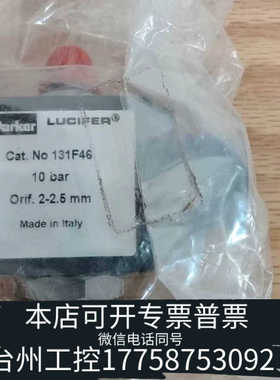 Parker LUCIFER®
Cat. No 131F46
10 bar
Orif. 2-2.5 mm
Made in Italy
本店可开专票普票
微信电话同号
台州工控17758753092